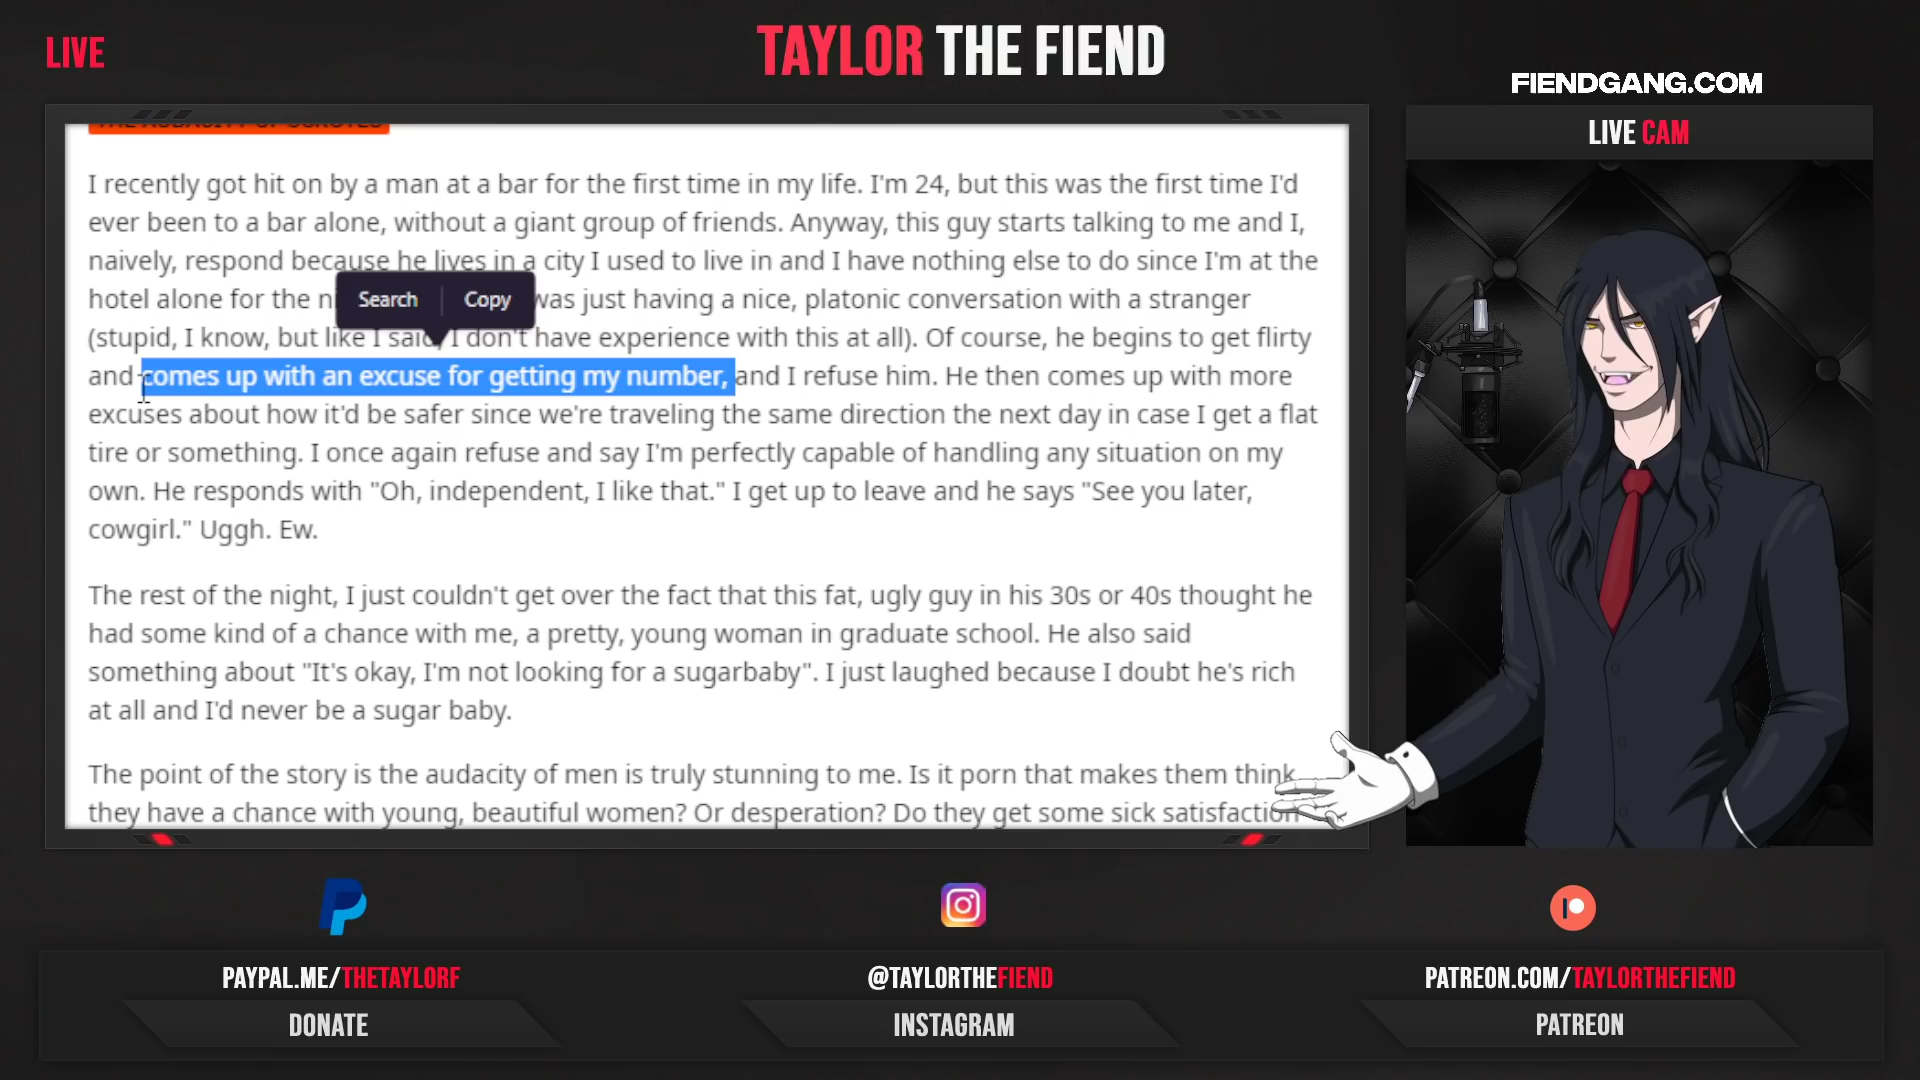 LIVE
TAYLOR THE FIEND
FIENDGANG.COM
LIVE CAM
I recently got hit on by a man at a bar for the first time in my life. I'm 24, but this was the first time I'd
ever been to a bar alone, without a giant group of friends. Anyway, this guy starts talking to me and I,
naively, respond because he lives in a city I used to live in and I have nothing else to do since I'm at the
hotel alone for the was just having a nice, platonic conversation with a stranger
Search Copy
(stupid, I know, but like I said, I don't have experience with this at all). Of course, he begins to get flirty
and comes up with an excuse for getting my number, and I refuse him. He then comes up with more
excuses about how it'd be safer since we're traveling the same direction the next day in case I get a flat
tire or something. I once again refuse and say I'm perfectly capable of handling any situation on my
own. He responds with "Oh, independent, I like that." I get up to leave and he says "See you later,
cowgirl." Uggh. Ew.
The rest of the night, I just couldn't get over the fact that this fat, ugly guy in his 30s or 40s thought he
had some kind of a chance with me, a pretty, young woman in graduate school. He also said
something about "It's okay, I'm not looking for a sugarbaby". I just laughed because I doubt he's rich
at all and I'd never be a sugar baby.
The point of the story is the audacity of men is truly stunning to me. Is it porn that makes them think
they have a chance with young, beautiful women? Or desperation? Do they get some sick satisfaction
PAYPAL.ME/THETAYLORF
DONATE
@TAYLORTHEFIEND
INSTAGRAM
PATREON.COM/TAYLORTHEFIEND
PATREON